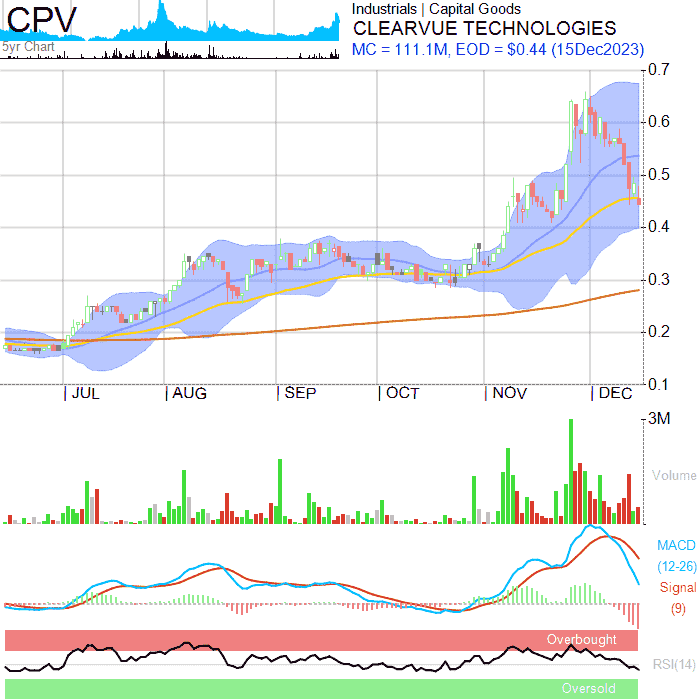 CPV
5yr Chart
Industrials | Capital Goods
CLEARVUE TECHNOLOGIES
MC = 111.1M, EOD = $0.44 (15Dec2023)
0.7
0.6
0.5
0.4
0.3
0.2
0.1
JUL AUG SEP OCT NOV DEC
3M
Volume
MACD
(12-26)
Signal
(9)
Overbought
RSI(14)
Oversold